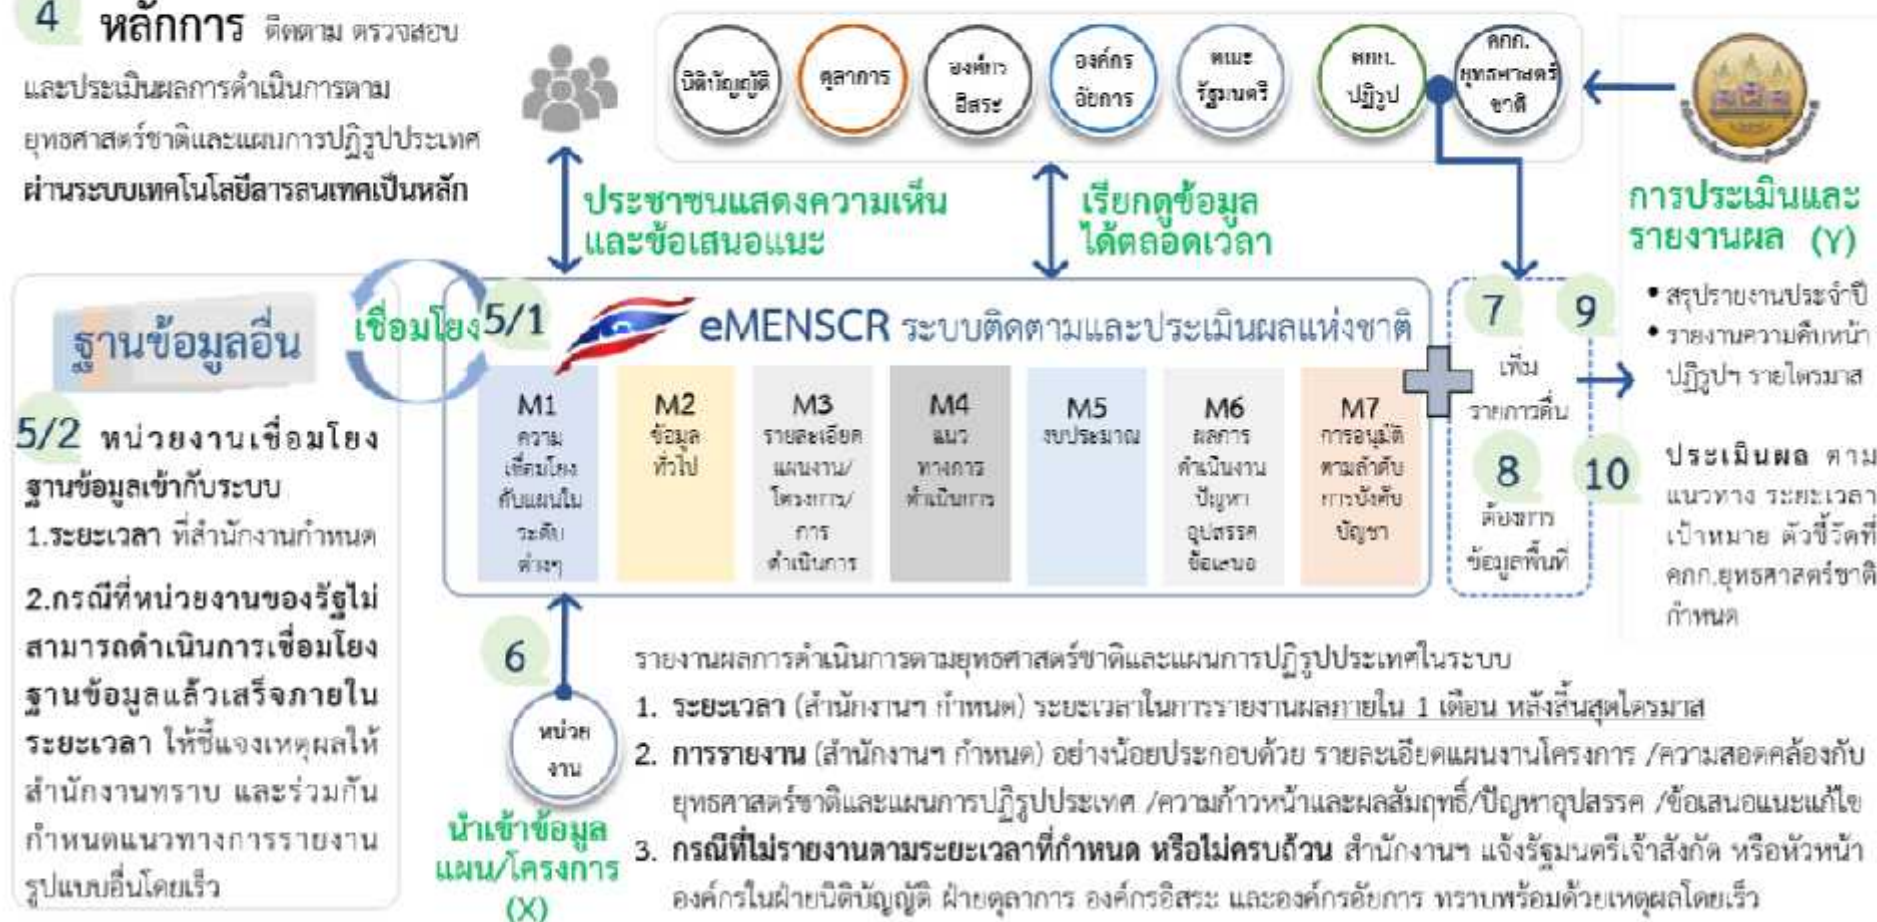 4 หลักการ ติดตาม ตรวจสอบ
และประเมินผลการดำเนินการตาม
ยุทธศาสตร์ชาติและแผนการปฏิรูปประเทศ
ผ่านระบบเทคโนโลยีสารสนเทศเป็นหลัก
นิติบัญญัติ
ตุลาการ
องค์กร
อิสระ
องค์กร
อัยการ
คณะ
รัฐมนตรี
คกก.
ปฏิรูป
คกก.
ยุทธศาสตร์
ชาติ
ประชาชนแสดงความเห็น
และข้อเสนอแนะ
เรียกดูข้อมูล
ได้ตลอดเวลา
การประเมินและ
รายงานผล (Y)
• สรุปรายงานประจำปี
• รายงานความคืบหน้า
ปฏิรูปฯ รายไตรมาส
10 ประเมินผล ตาม
แนวทาง ระยะเวลา
เป้าหมาย ตัวชี้วัดที่
คกก.ยุทธศาสตร์ชาติ
กำหนด
ฐานข้อมูลอื่น
เชื่อมโยง
5/2 หน่วยงานเชื่อมโยง
ฐานข้อมูลเข้ากับระบบ
1.ระยะเวลา ที่สำนักงานกำหนด
2.กรณีที่หน่วยงานของรัฐไม่
สามารถดำเนินการเชื่อมโยง
ฐานข้อมูลแล้วเสร็จภายใน
ระยะเวลา ให้ชี้แจงเหตุผลให้
สำนักงานทราบ และร่วมกัน
กำหนดแนวทางการรายงาน
รูปแบบอื่นโดยเร็ว
5/1 eMENSCR ระบบติดตามและประเมินผลแห่งชาติ
M1
ความ
เชื่อมโยง
กับแผนใน
ระดับ
ต่างๆ
M2
ข้อมูล
ทั่วไป
M3
รายละเอียด
แผนงาน/
โครงการ/
การ
ดำเนินการ
M4
แนว
ทางการ
ดำเนินการ
M5
งบประมาณ
M6
ผลการ
ดำเนินงาน
ปัญหา
อุปสรรค
ข้อเสนอ
M7
การอนุมัติ
ตามลำดับ
การบังคับ
บัญชา
7
เพิ่ม
รายการอื่น
8
ต้องการ
ข้อมูลพื้นที่
9
6
หน่วย
งาน
นำเข้าข้อมูล
แผน/โครงการ
(X)
รายงานผลการดำเนินการตามยุทธศาสตร์ชาติและแผนการปฏิรูปประเทศในระบบ
1. ระยะเวลา (สำนักงานฯ กำหนด) ระยะเวลาในการรายงานผลภายใน 1 เดือน หลังสิ้นสุดไตรมาส
2. การรายงาน (สำนักงานฯ กำหนด) อย่างน้อยประกอบด้วย รายละเอียดแผนงานโครงการ /ความสอดคล้องกับ
ยุทธศาสตร์ชาติและแผนการปฏิรูปประเทศ /ความก้าวหน้าและผลสัมฤทธิ์/ปัญหาอุปสรรค /ข้อเสนอแนะแก้ไข
3. กรณีที่ไม่รายงานตามระยะเวลาที่กำหนด หรือไม่ครบถ้วน สำนักงานฯ แจ้งรัฐมนตรีเจ้าสังกัด หรือหัวหน้า
องค์กรในฝ่ายนิติบัญญัติ ฝ่ายตุลาการ องค์กรอิสระ และองค์กรอัยการ ทราบพร้อมด้วยเหตุผลโดยเร็ว